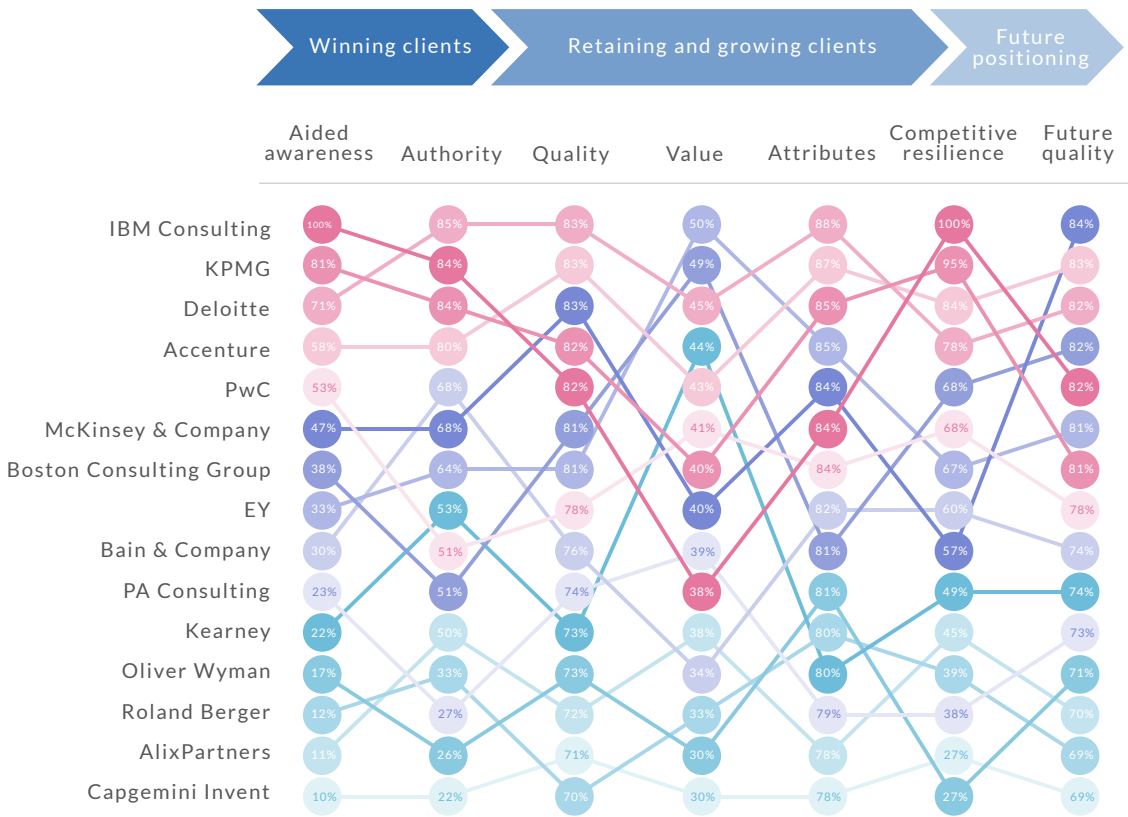 Winning clients
Retaining and growing clients
Future
positioning
Aided
awareness
Authority
Quality
Value
Attributes
Competitive
resilience
Future
quality
IBM Consulting 100% 85% 83% 50% 88% 100% 84%
KPMG 81% 84% 83% 49% 87% 95% 83%
Deloitte 71% 84% 83% 45% 85% 84% 82%
Accenture 58% 80% 82% 44% 85% 78% 82%
PwC 53% 68% 82% 43% 84% 68% 82%
McKinsey & Company 47% 68% 81% 41% 84% 68% 81%
Boston Consulting Group 38% 64% 81% 40% 84% 67% 81%
EY 33% 53% 78% 40% 82% 60% 78%
Bain & Company 30% 51% 76% 39% 81% 57% 74%
PA Consulting 23% 51% 74% 38% 81% 49% 74%
Kearney 22% 50% 73% 38% 80% 45% 73%
Oliver Wyman 17% 33% 73% 34% 80% 39% 71%
Roland Berger 12% 27% 72% 33% 79% 38% 70%
AlixPartners 11% 26% 71% 30% 78% 27% 69%
Capgemini Invent 10% 22% 70% 30% 78% 27% 69%